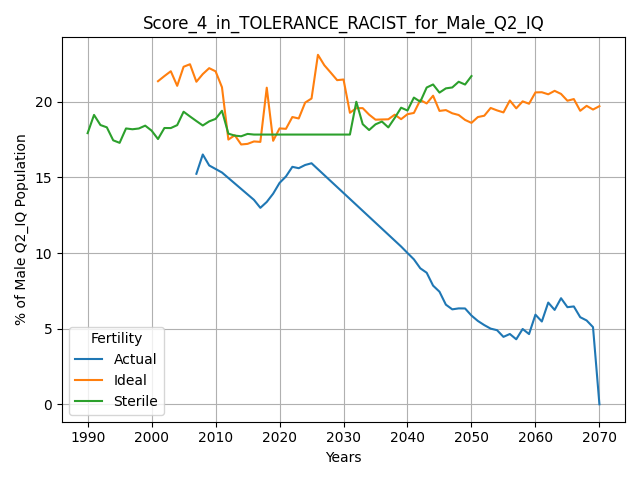 Score_4_in_TOLERANCE_RACIST_for_Male_Q2_IQ
% of Male Q2_IQ Population
20
15
10
5
0
Fertility
Actual
Ideal
Sterile
1990 2000 2010 2020 2030 2040 2050 2060 2070
Years